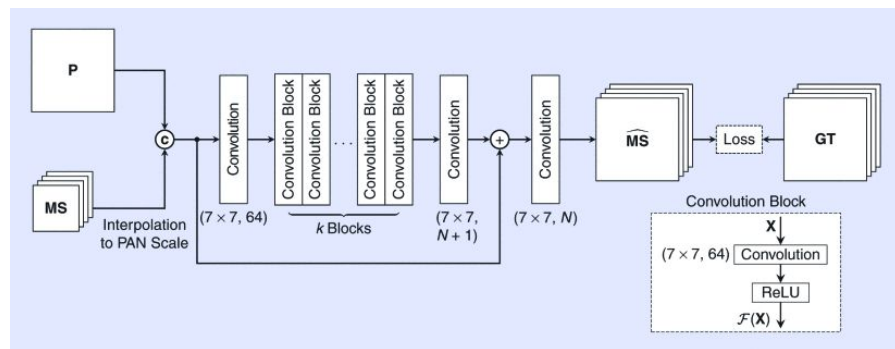 P
MS
Interpolation
to PAN Scale
c
Convolution
(7 × 7, 64)
Convolution Block
Convolution Block
. . .
Convolution Block
Convolution Block
k Blocks
Convolution
(7 × 7,
N + 1)
+
Convolution
(7 × 7, N)
M̂S
Loss
GT
Convolution Block
X
(7 × 7, 64) Convolution
ReLU
ℱ(X)